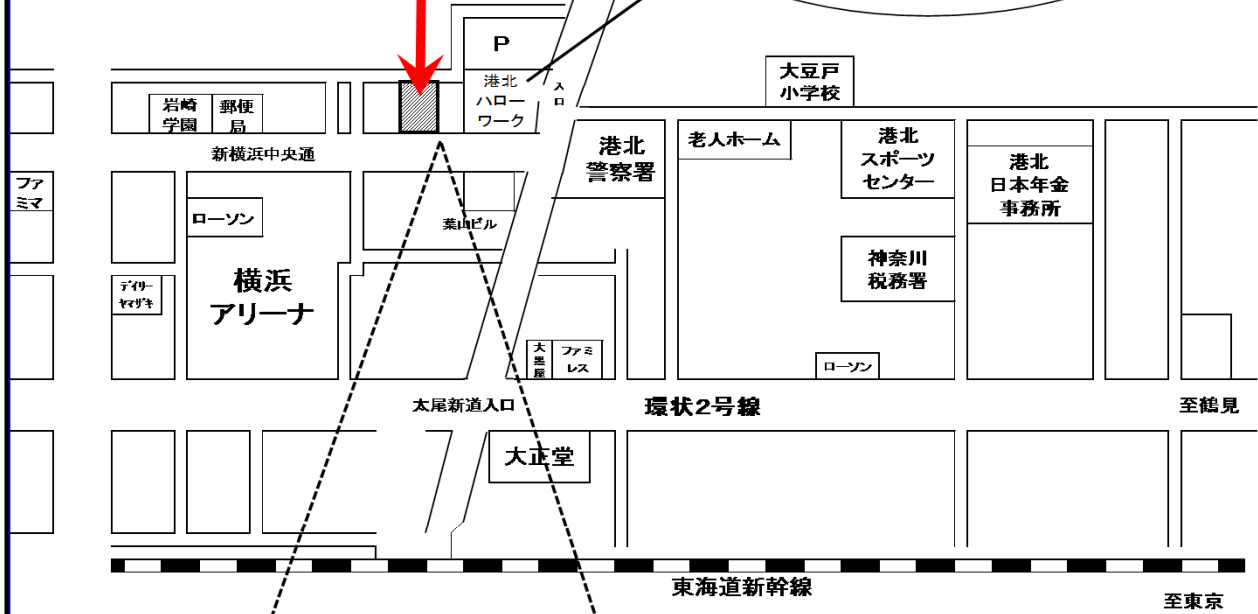 P
港北
ハロー
ワーク
入
口
大豆戸
小学校
岩崎
学園
郵便
局
新横浜中央通
港北
警察署
老人ホーム
港北
スポーツ
センター
港北
日本年金
事務所
ファ
ミマ
ローソン
葉山ビル
神奈川
税務署
デイリー
ヤマザキ
横浜
アリーナ
大
黒
屋
ファミ
レス
ローソン
太尾新道入口
環状2号線
至鶴見
大正堂
東海道新幹線
至東京